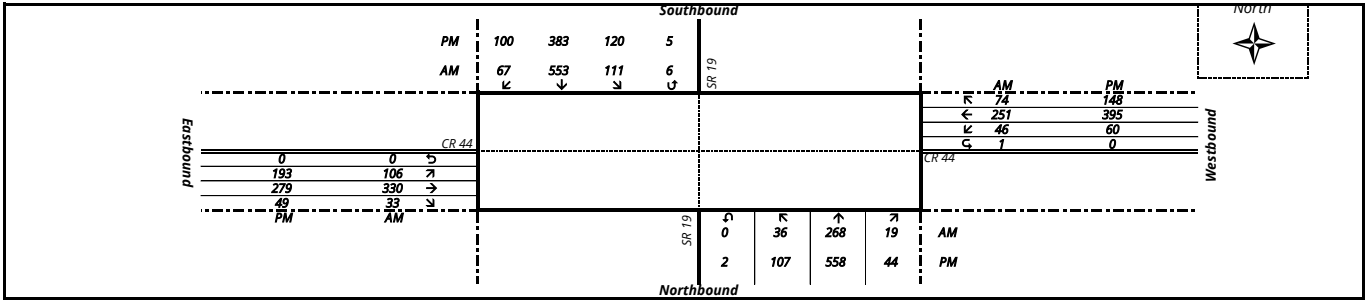 Southbound
North
PM 100 383 120 5
AM 67 553 111 6
SR 19
AM PM
74 148
251 395
46 60
1 0
CR 44
Westbound
Eastbound
CR 44
0 0
193 106
279 330
49 33
PM AM
SR 19
0 36 268 19 AM
2 107 558 44 PM
Northbound